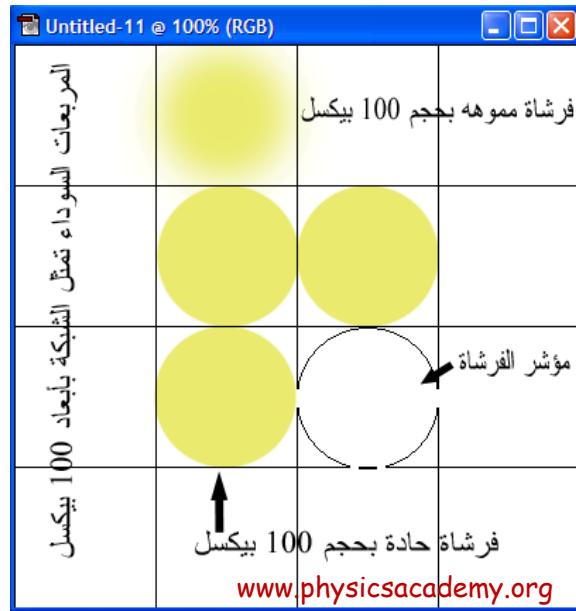 Untitled-11 @ 100% (RGB)
فرشاة مموهه بحجم 100 بيكسل
المربعات السوداء تمثل الشبكة بأبعاد 100 بيكسل
مؤشر الفرشاة
فرشاة حادة بحجم 100 بيكسل
www.physicsacademy.org